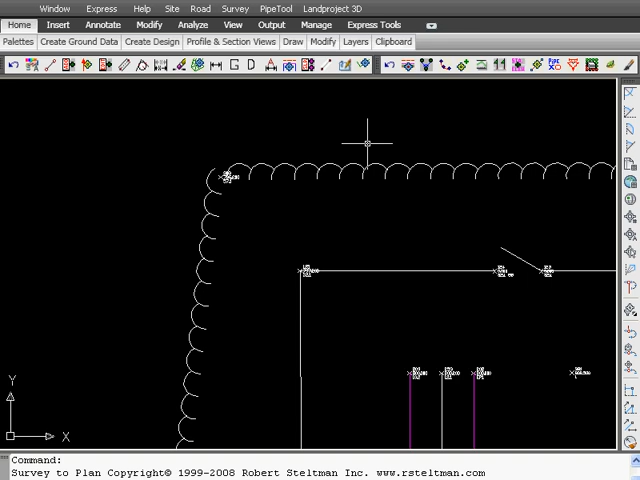 Window Express Help Site Road Survey PipeTool Landproject 3D
Home Insert Annotate Modify Analyze View Output Manage Express Tools
Palettes Create Ground Data Create Design Profile & Section Views Draw Modify Layers Clipboard
Y
X
Command:
Survey to Plan Copyright© 1999-2008 Robert Steltman Inc. www.rsteltman.com